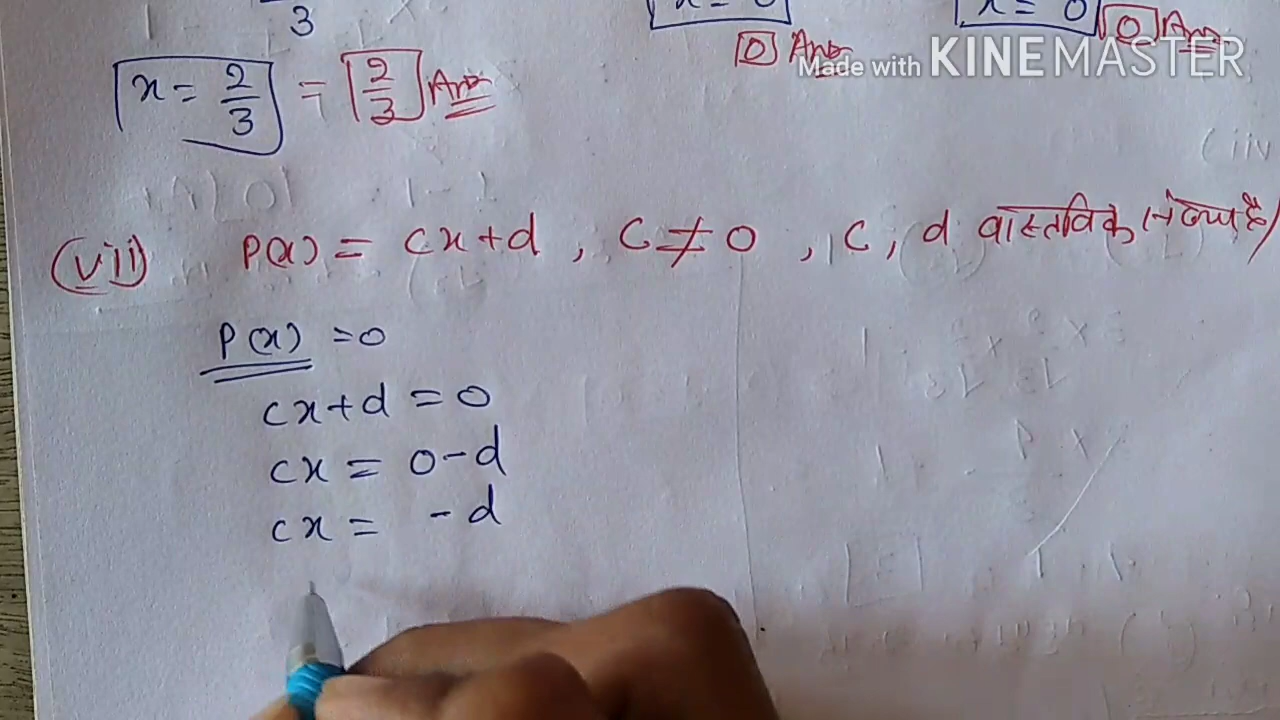 3
x = 0
x = 0
0 Ans
0 Ans
Made with KINEMASTER
x = 2/3 = 2/3 Ans
(vii) P(x) = cx+d , c ≠ 0 , c, d वास्तविक संख्या है।
P(x) = 0
cx+d = 0
cx = 0-d
cx = -d